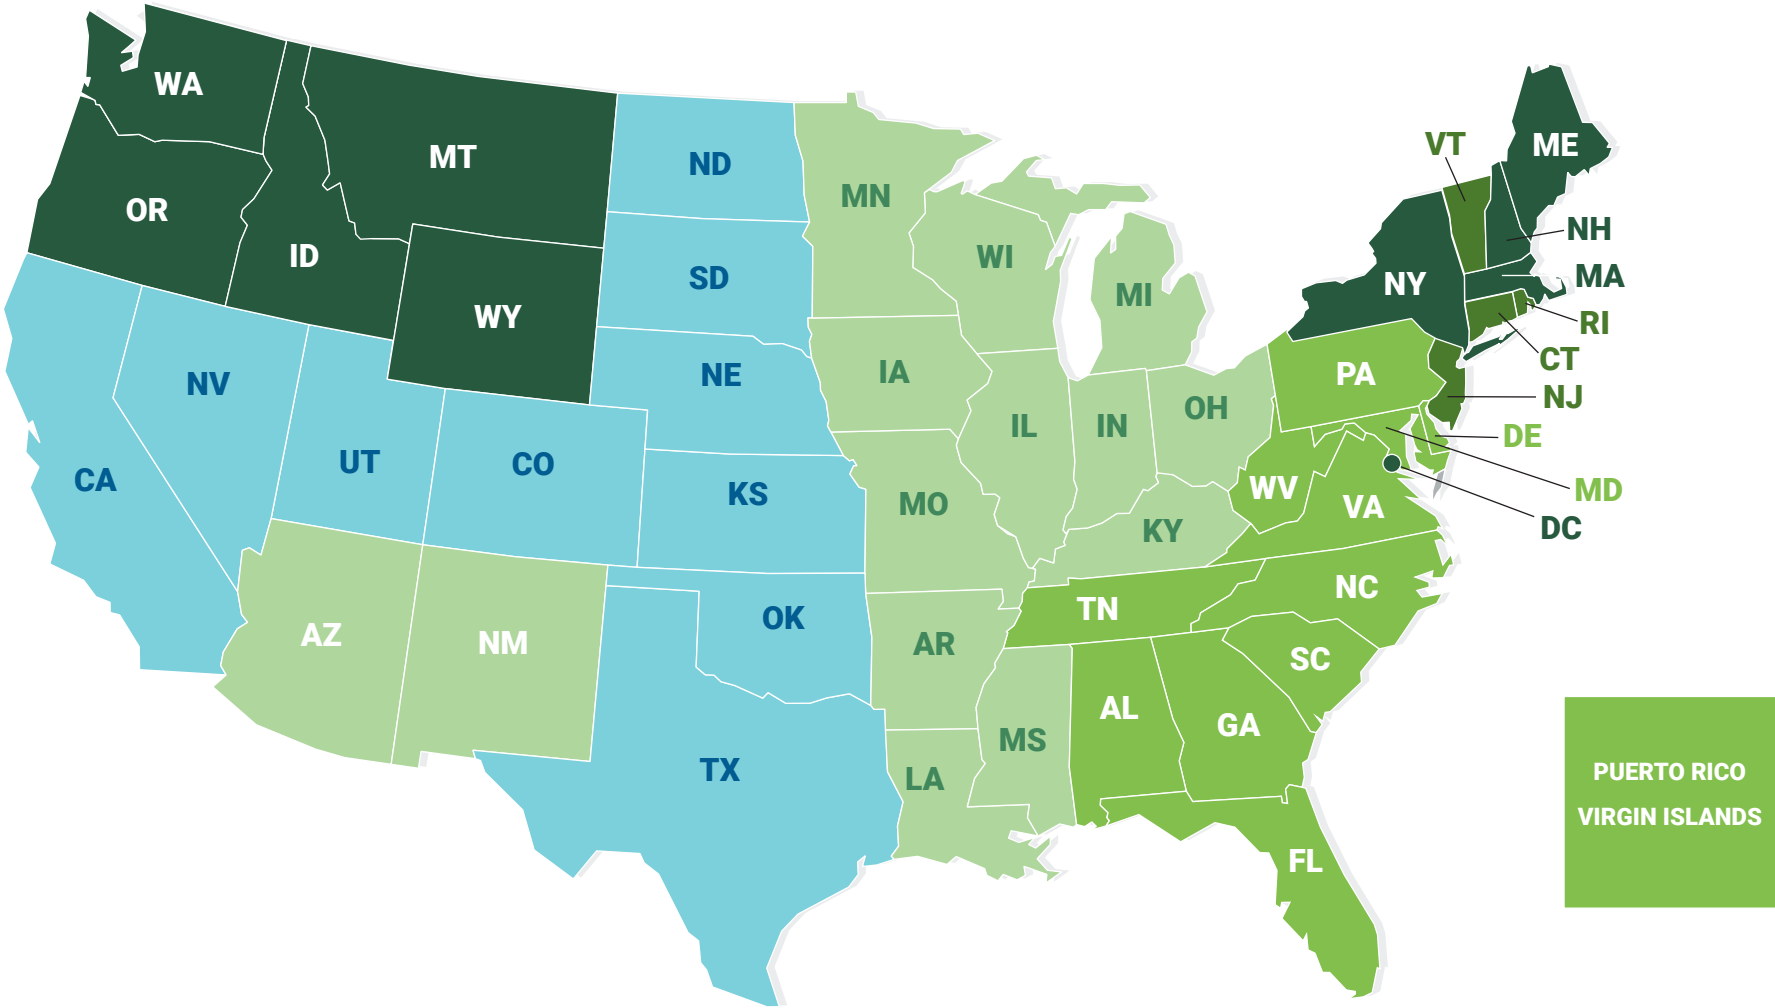 WA
MT
OR
ID
WY
ND
SD
NE
MN
WI
MI
IA
IL
IN
OH
VT
ME
NH
NY
MA
RI
CT
PA
NJ
DE
MD
DC
NV
UT
CO
CA
KS
MO
KY
WV
VA
AZ
NM
OK
AR
TN
NC
SC
TX
LA
MS
AL
GA
FL
PUERTO RICO
VIRGIN ISLANDS